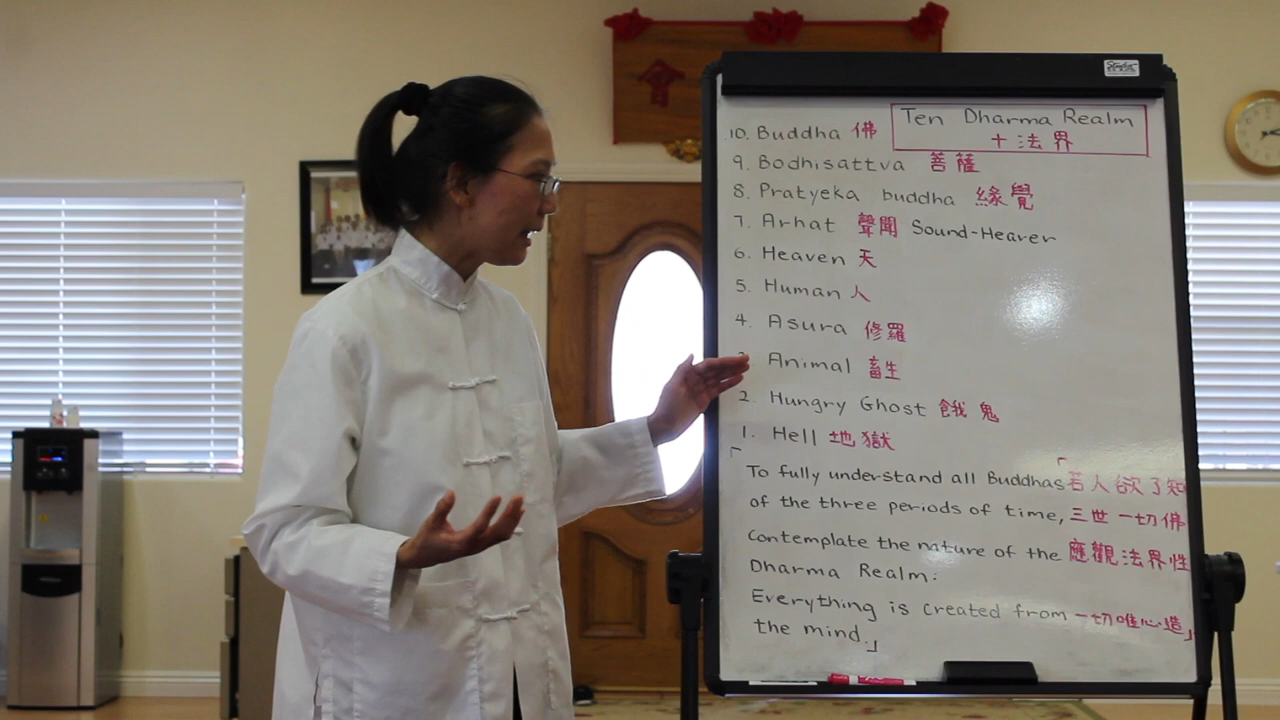 Ten Dharma Realm
十法界
10. Buddha 佛
9. Bodhisattva 菩薩
8. Pratyeka buddha 緣覺
7. Arhat 聲聞 Sound-Hearer
6. Heaven 天
5. Human 人
4. Asura 修羅
3. Animal 畜生
2. Hungry Ghost 餓鬼
1. Hell 地獄
「To fully understand all Buddhas「若人欲了知
of the three periods of time, 三世一切佛
Contemplate the nature of the 應觀法界性
Dharma Realm:
Everything is created from 一切唯心造」
the mind.」
會